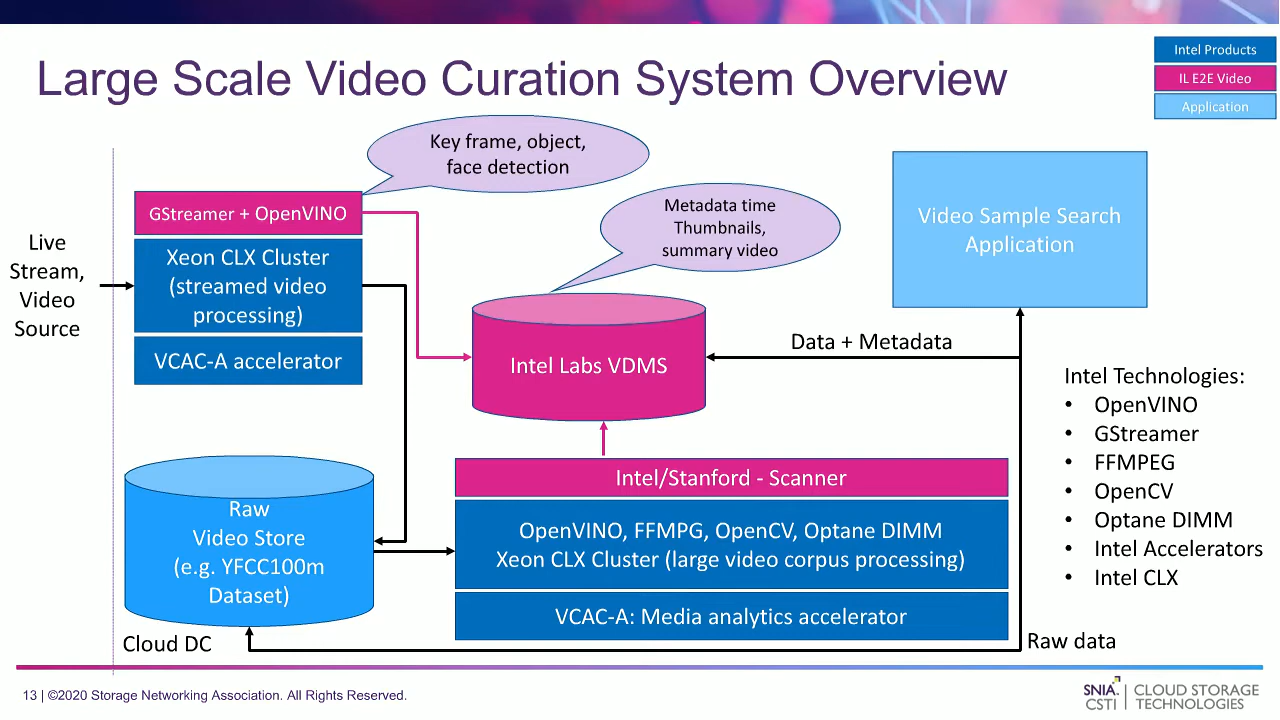 Large Scale Video Curation System Overview
Intel Products
IL E2E Video
Application
Key frame, object,
face detection
Metadata time
Thumbnails,
summary video
GStreamer + OpenVINO
Xeon CLX Cluster
(streamed video
processing)
VCAC-A accelerator
Live
Stream,
Video
Source
Video Sample Search
Application
Intel Labs VDMS
Data + Metadata
Intel Technologies:
• OpenVINO
• GStreamer
• FFMPEG
• OpenCV
• Optane DIMM
• Intel Accelerators
• Intel CLX
Raw
Video Store
(e.g. YFCC100m
Dataset)
Intel/Stanford - Scanner
OpenVINO, FFMPG, OpenCV, Optane DIMM
Xeon CLX Cluster (large video corpus processing)
VCAC-A: Media analytics accelerator
Cloud DC
Raw data
13 | ©2020 Storage Networking Association. All Rights Reserved.
SNIA
CSTI
CLOUD STORAGE
TECHNOLOGIES